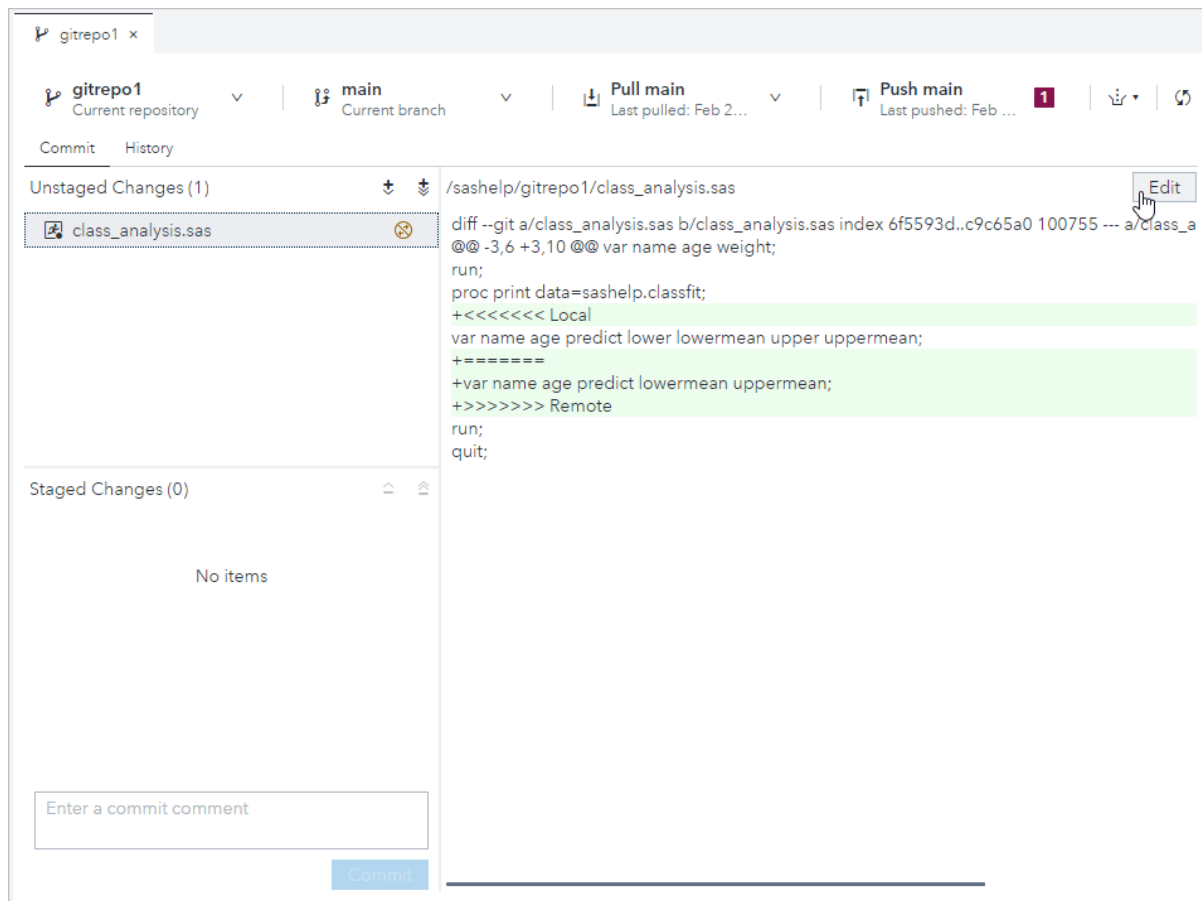 gitrepo1 ×
gitrepo1
Current repository
main
Current branch
Pull main
Last pulled: Feb 2...
Push main
Last pushed: Feb ...
1
Commit
History
Unstaged Changes (1)
class_analysis.sas
/sashelp/gitrepo1/class_analysis.sas
Edit
diff --git a/class_analysis.sas b/class_analysis.sas index 6f5593d..c9c65a0 100755 --- a/class_a
@@ -3,6 +3,10 @@ var name age weight;
run;
proc print data=sashelp.classfit;
+<<<<<<< Local
var name age predict lower lowermean upper uppermean;
+=======
+var name age predict lowermean uppermean;
+>>>>>>> Remote
run;
quit;
Staged Changes (0)
No items
Enter a commit comment
Commit